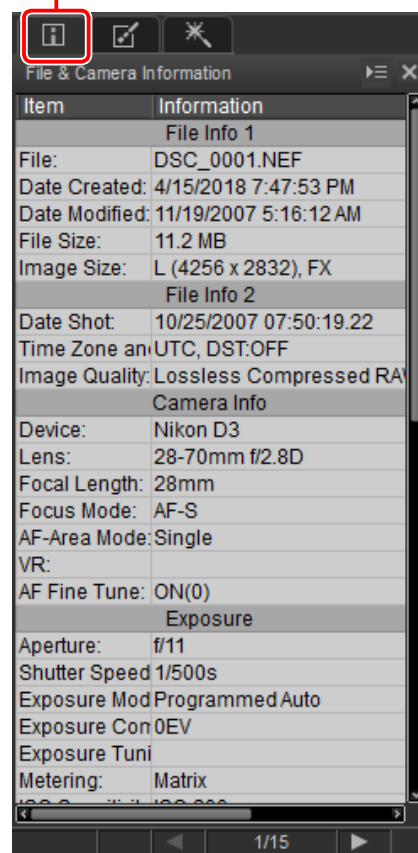 File & Camera Information
Item Information
File Info 1
File: DSC_0001.NEF
Date Created: 4/15/2018 7:47:53 PM
Date Modified: 11/19/2007 5:16:12 AM
File Size: 11.2 MB
Image Size: L (4256 x 2832), FX
File Info 2
Date Shot: 10/25/2007 07:50:19.22
Time Zone an UTC, DST:OFF
Image Quality: Lossless Compressed RA
Camera Info
Device: Nikon D3
Lens: 28-70mm f/2.8D
Focal Length: 28mm
Focus Mode: AF-S
AF-Area Mode: Single
VR:
AF Fine Tune: ON(0)
Exposure
Aperture: f/11
Shutter Speed 1/500s
Exposure Mod Programmed Auto
Exposure Com 0EV
Exposure Tuni
Metering: Matrix
1/15